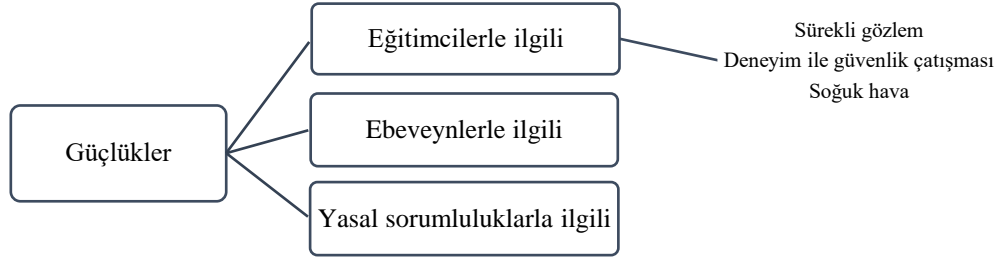 Güçlükler
Eğitimcilerle ilgili
Sürekli gözlem
Deneyim ile güvenlik çatışması
Soğuk hava
Ebeveynlerle ilgili
Yasal sorumluluklarla ilgili